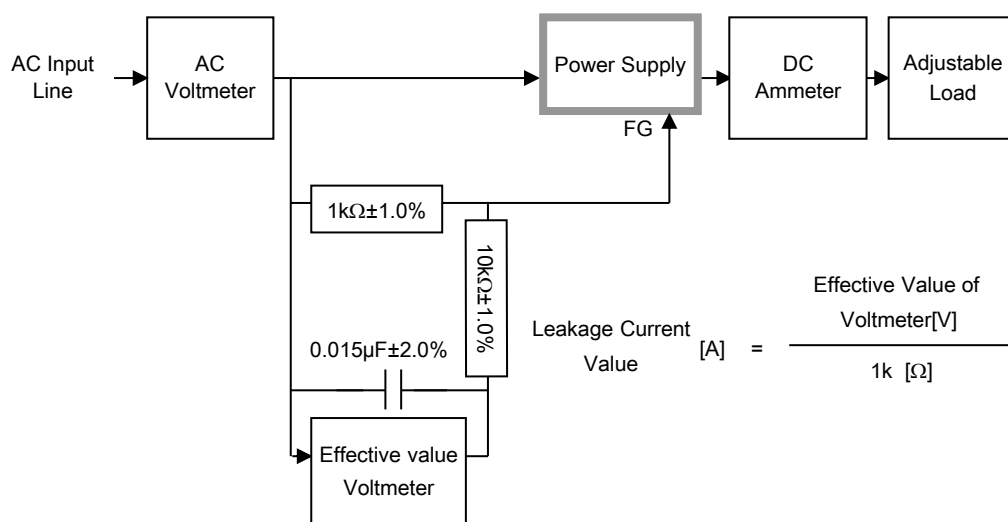 AC Input
Line
AC
Voltmeter
Power Supply
DC
Ammeter
Adjustable
Load
FG
1kΩ±1.0%
10kΩ±1.0%
0.015µF±2.0%
Effective value
Voltmeter
Leakage Current
Value
[A] =
Effective Value of
Voltmeter[V]
1k [Ω]